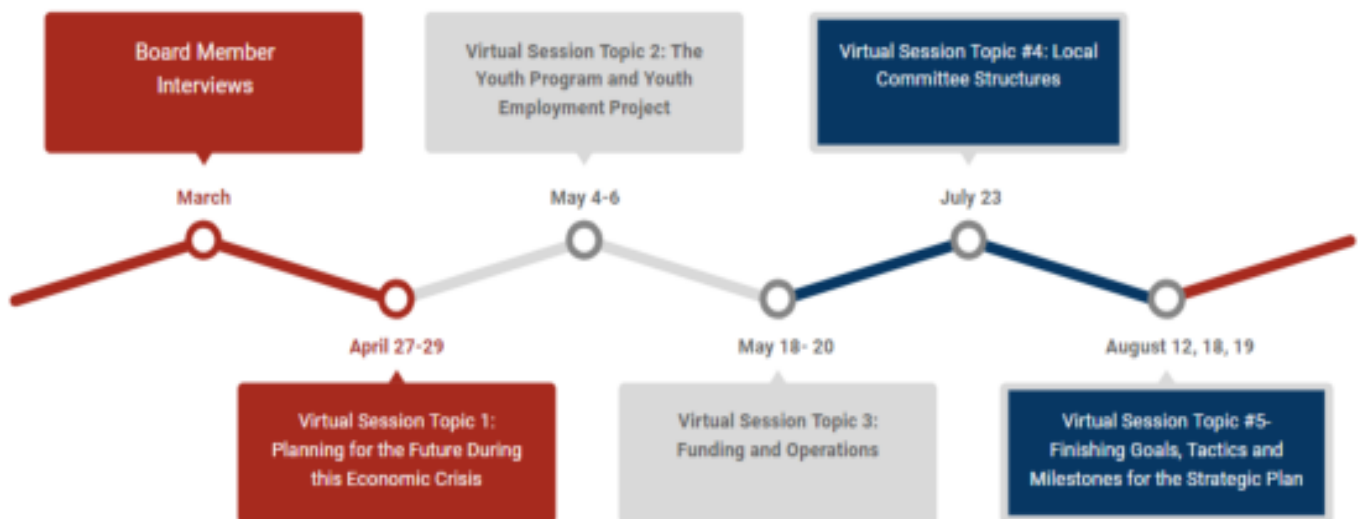 Board Member
Interviews
March
April 27-29
Virtual Session Topic 1:
Planning for the Future During
this Economic Crisis
Virtual Session Topic 2: The
Youth Program and Youth
Employment Project
May 4-6
May 18- 20
Virtual Session Topic 3:
Funding and Operations
Virtual Session Topic #4: Local
Committee Structures
July 23
August 12, 18, 19
Virtual Session Topic #5-
Finishing Goals, Tactics and
Milestones for the Strategic Plan